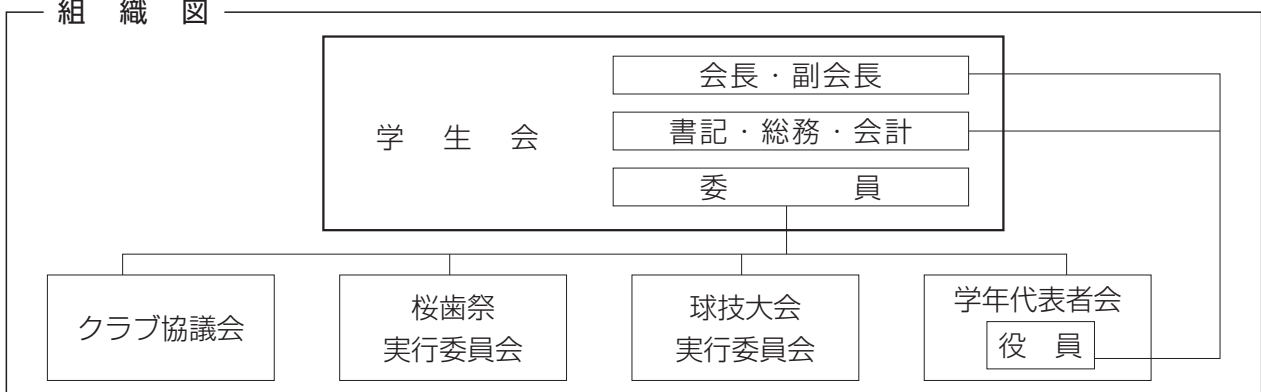 組織図
会長・副会長
学生会
書記・総務・会計
委員
クラブ協議会
桜歯祭
実行委員会
球技大会
実行委員会
学年代表者会
役員